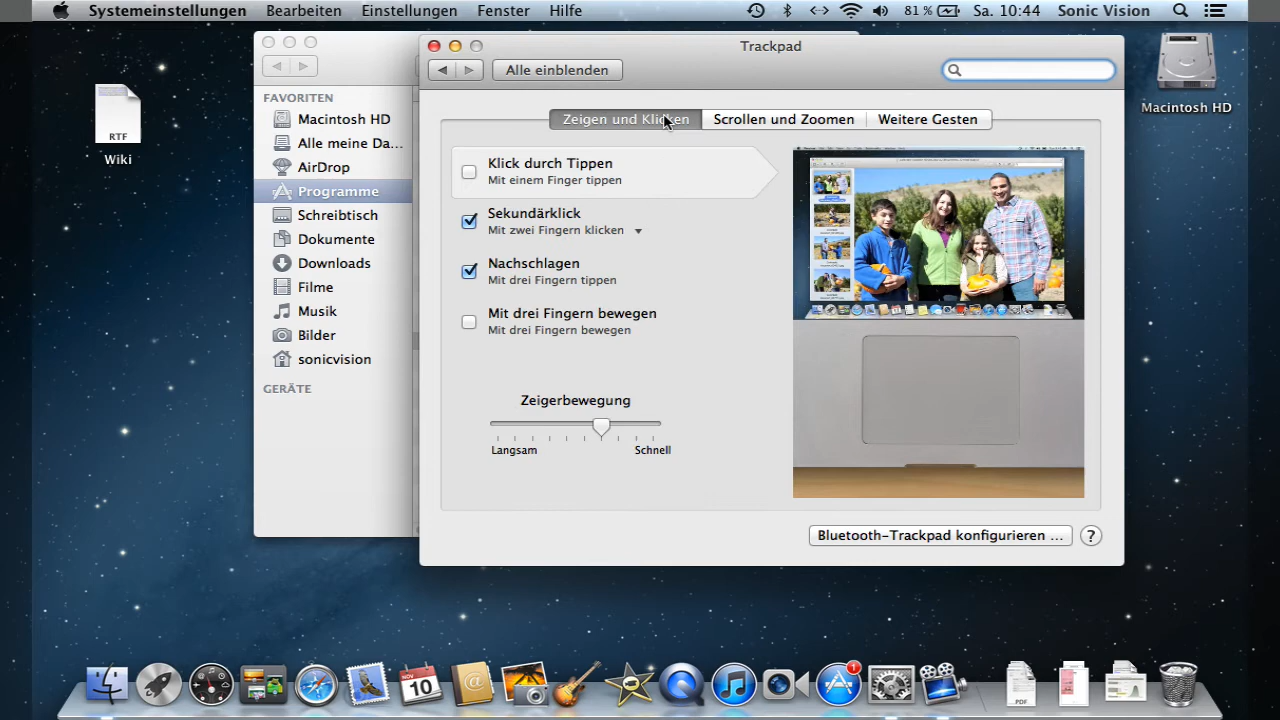 Systemeinstellungen Bearbeiten Einstellungen Fenster Hilfe 81 % Sa. 10:44 Sonic Vision
Trackpad
Alle einblenden
RTF
Wiki
Macintosh HD
FAVORITEN
Macintosh HD
Alle meine Da...
AirDrop
Programme
Schreibtisch
Dokumente
Downloads
Filme
Musik
Bilder
sonicvision
GERÄTE
Zeigen und Klicken Scrollen und Zoomen Weitere Gesten
Klick durch Tippen
Mit einem Finger tippen
Sekundärklick
Mit zwei Fingern klicken
Nachschlagen
Mit drei Fingern tippen
Mit drei Fingern bewegen
Mit drei Fingern bewegen
Zeigerbewegung
Langsam Schnell
Bluetooth-Trackpad konfigurieren ... ?
NOV
10
1
PDF